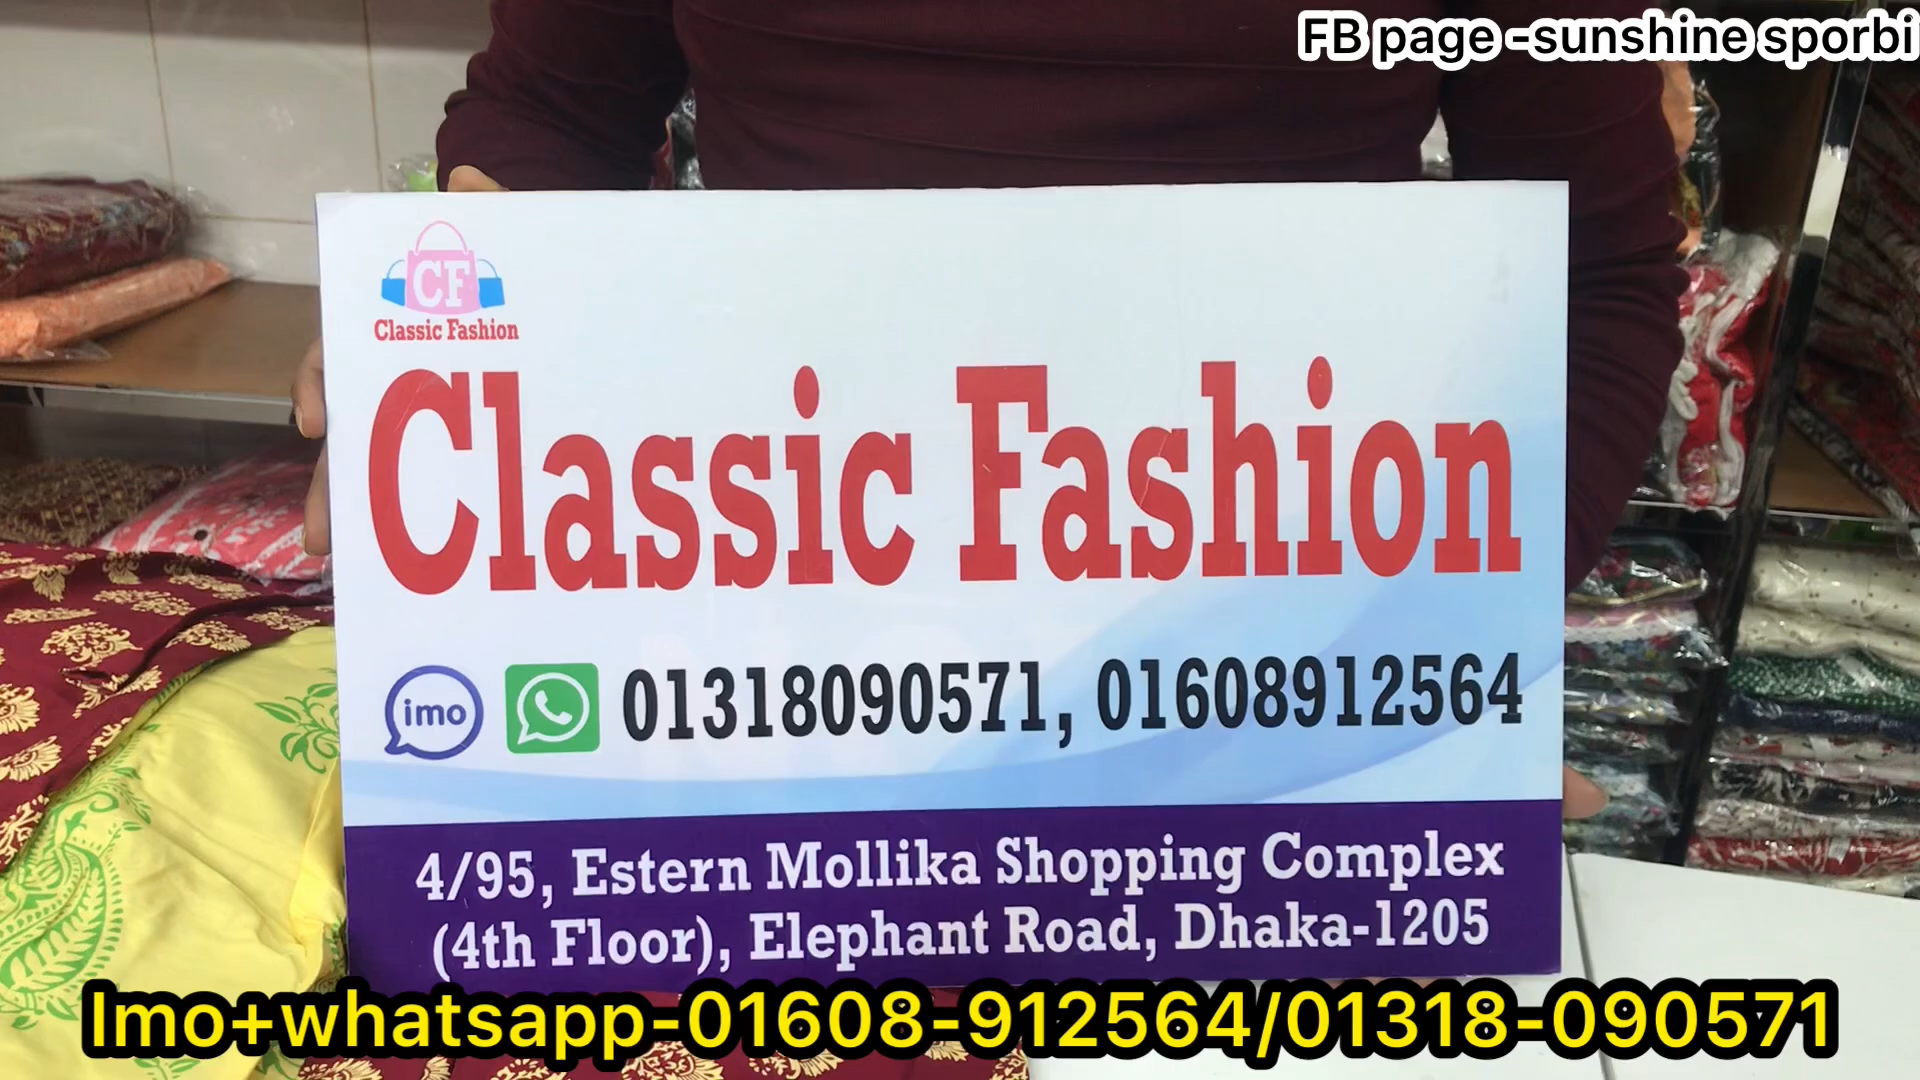 FB page -sunshine sporbi
CF
Classic Fashion
Classic Fashion
imo 01318090571, 01608912564
4/95, Estern Mollika Shopping Complex
(4th Floor), Elephant Road, Dhaka-1205
Imo+whatsapp-01608-912564/01318-090571